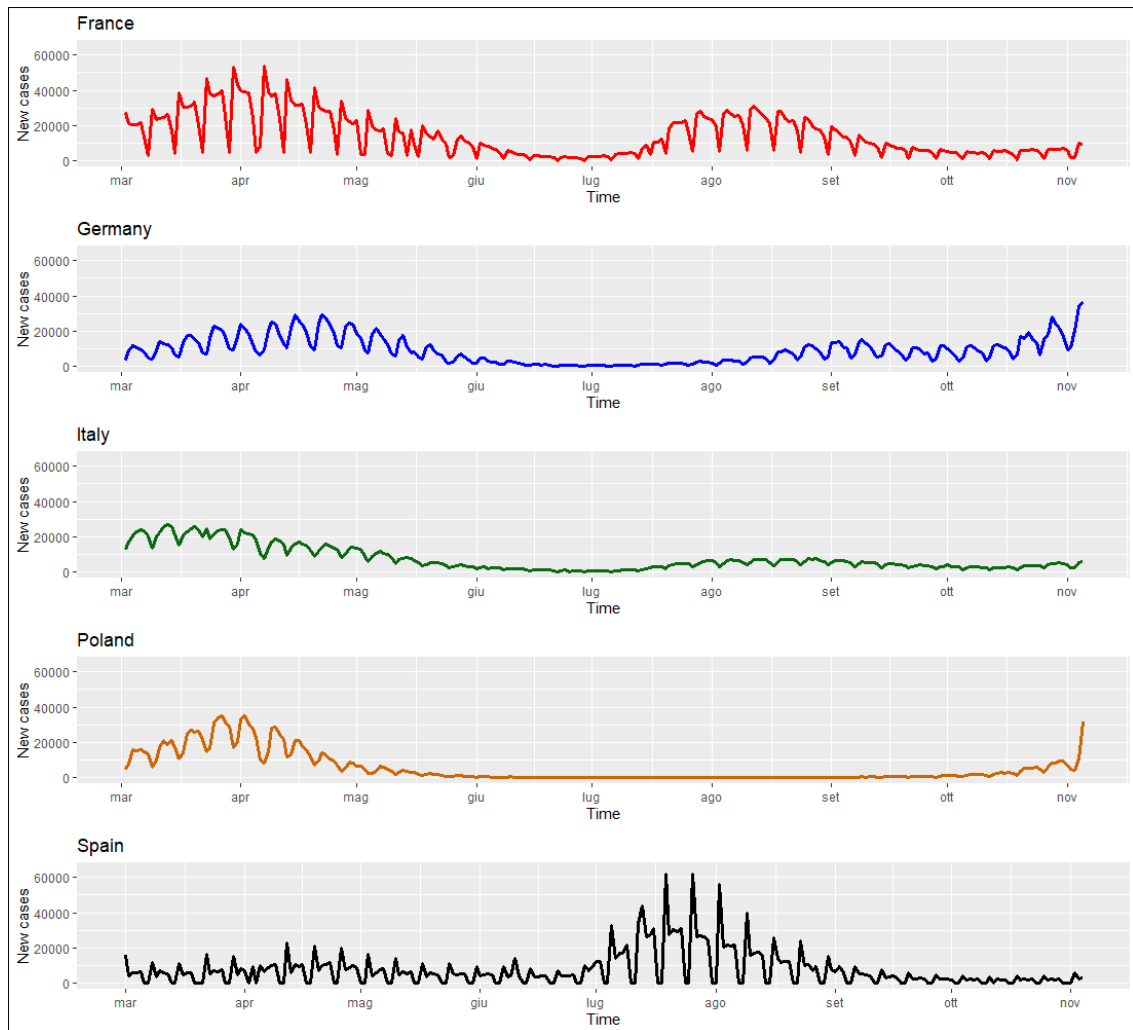 France
New cases
60000
40000
20000
0
mar apr mag giu lug ago set ott nov
Time
Germany
New cases
60000
40000
20000
0
mar apr mag giu lug ago set ott nov
Time
Italy
New cases
60000
40000
20000
0
mar apr mag giu lug ago set ott nov
Time
Poland
New cases
60000
40000
20000
0
mar apr mag giu lug ago set ott nov
Time
Spain
New cases
60000
40000
20000
0
mar apr mag giu lug ago set ott nov
Time